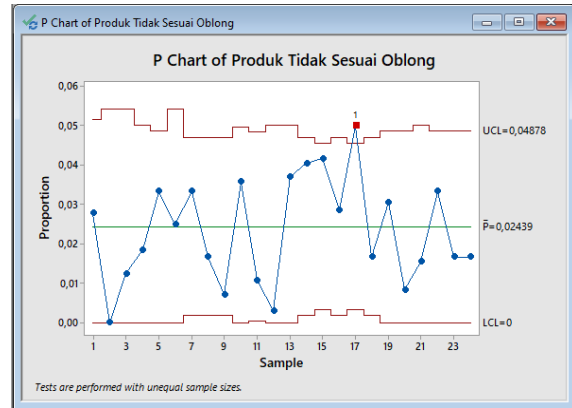 P Chart of Produk Tidak Sesuai Oblong
P Chart of Produk Tidak Sesuai Oblong
0,06
0,05
0,04
0,03
0,02
0,01
0,00
Proportion
1
UCL=0,04878
P̄=0,02439
LCL=0
1 3 5 7 9 11 13 15 17 19 21 23
Sample
Tests are performed with unequal sample sizes.